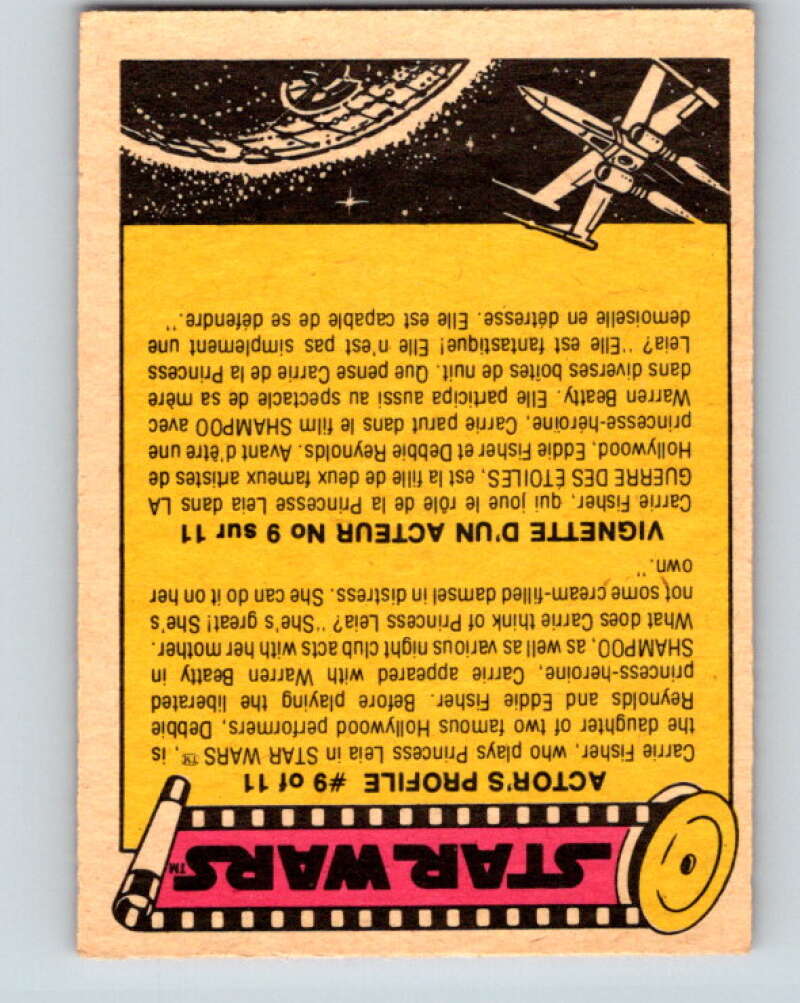 STAR WARS™
ACTOR'S PROFILE #9 of 11
Carrie Fisher, who plays Princess Leia in STAR WARS™, is
the daughter of two famous Hollywood performers, Debbie
Reynolds and Eddie Fisher. Before playing the liberated
princess-heroine, Carrie appeared with Warren Beatty in
SHAMPOO, as well as various night club acts with her mother.
What does Carrie think of Princess Leia? "She's great! She's
not some cream-filled damsel in distress. She can do it on her
own."
VIGNETTE D'UN ACTEUR No 9 sur 11
Carrie Fisher, qui joue le rôle de la Princesse Leia dans LA
GUERRE DES ÉTOILES, est la fille de deux fameux artistes de
Hollywood, Eddie Fisher et Debbie Reynolds. Avant d'être une
princesse-héroïne, Carrie parut dans le film SHAMPOO avec
Warren Beatty. Elle participa aussi au spectacle de sa mère
dans diverses boîtes de nuit. Que pense Carrie de la Princess
Leia? "Elle est fantastique! Elle n'est pas simplement une
demoiselle en détresse. Elle est capable de se défendre."